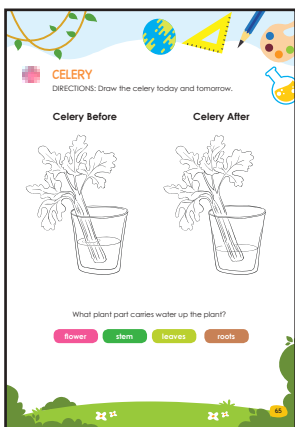 CELERY
DIRECTIONS: Draw the celery today and tomorrow.
Celery Before
Celery After
What plant part carries water up the plant?
flower
stem
leaves
roots
65